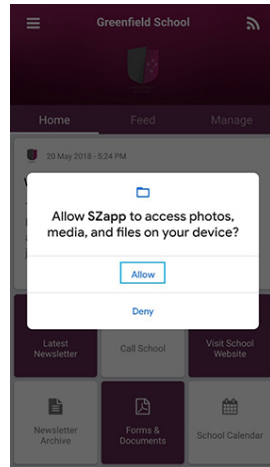 Greenfield School
Home
Feed
Manage
20 May 2018 - 5:24 PM
Allow SZapp to access photos,
media, and files on your device?
Allow
Deny
Latest
Newsletter
Call School
Visit School
Website
Newsletter
Archive
Forms &
Documents
School Calendar